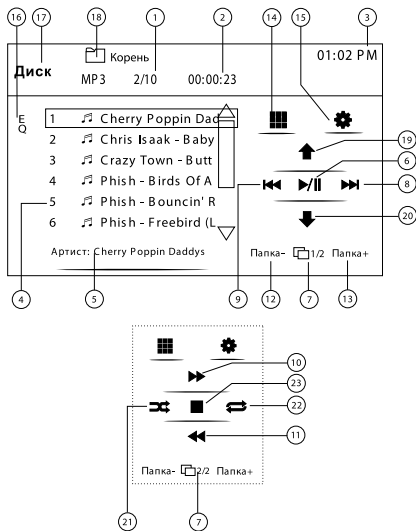 16 17 18 1 2 14 15 3
Корень
01:02 PM
Диск
MP3 2/10 00:00:23
EQ
1 Cherry Poppin Dad
2 Chris Isaak - Baby
3 Crazy Town - Butt
4 Phish - Birds Of A
5 Phish - Bouncin' R
6 Phish - Freebird (L
19
6
8
20
Папка- 1/2 Папка+
Артист: Cherry Poppin Daddys
4 5 9 12 7 13
10
23
21 22
11
Папка- 2/2 Папка+
7